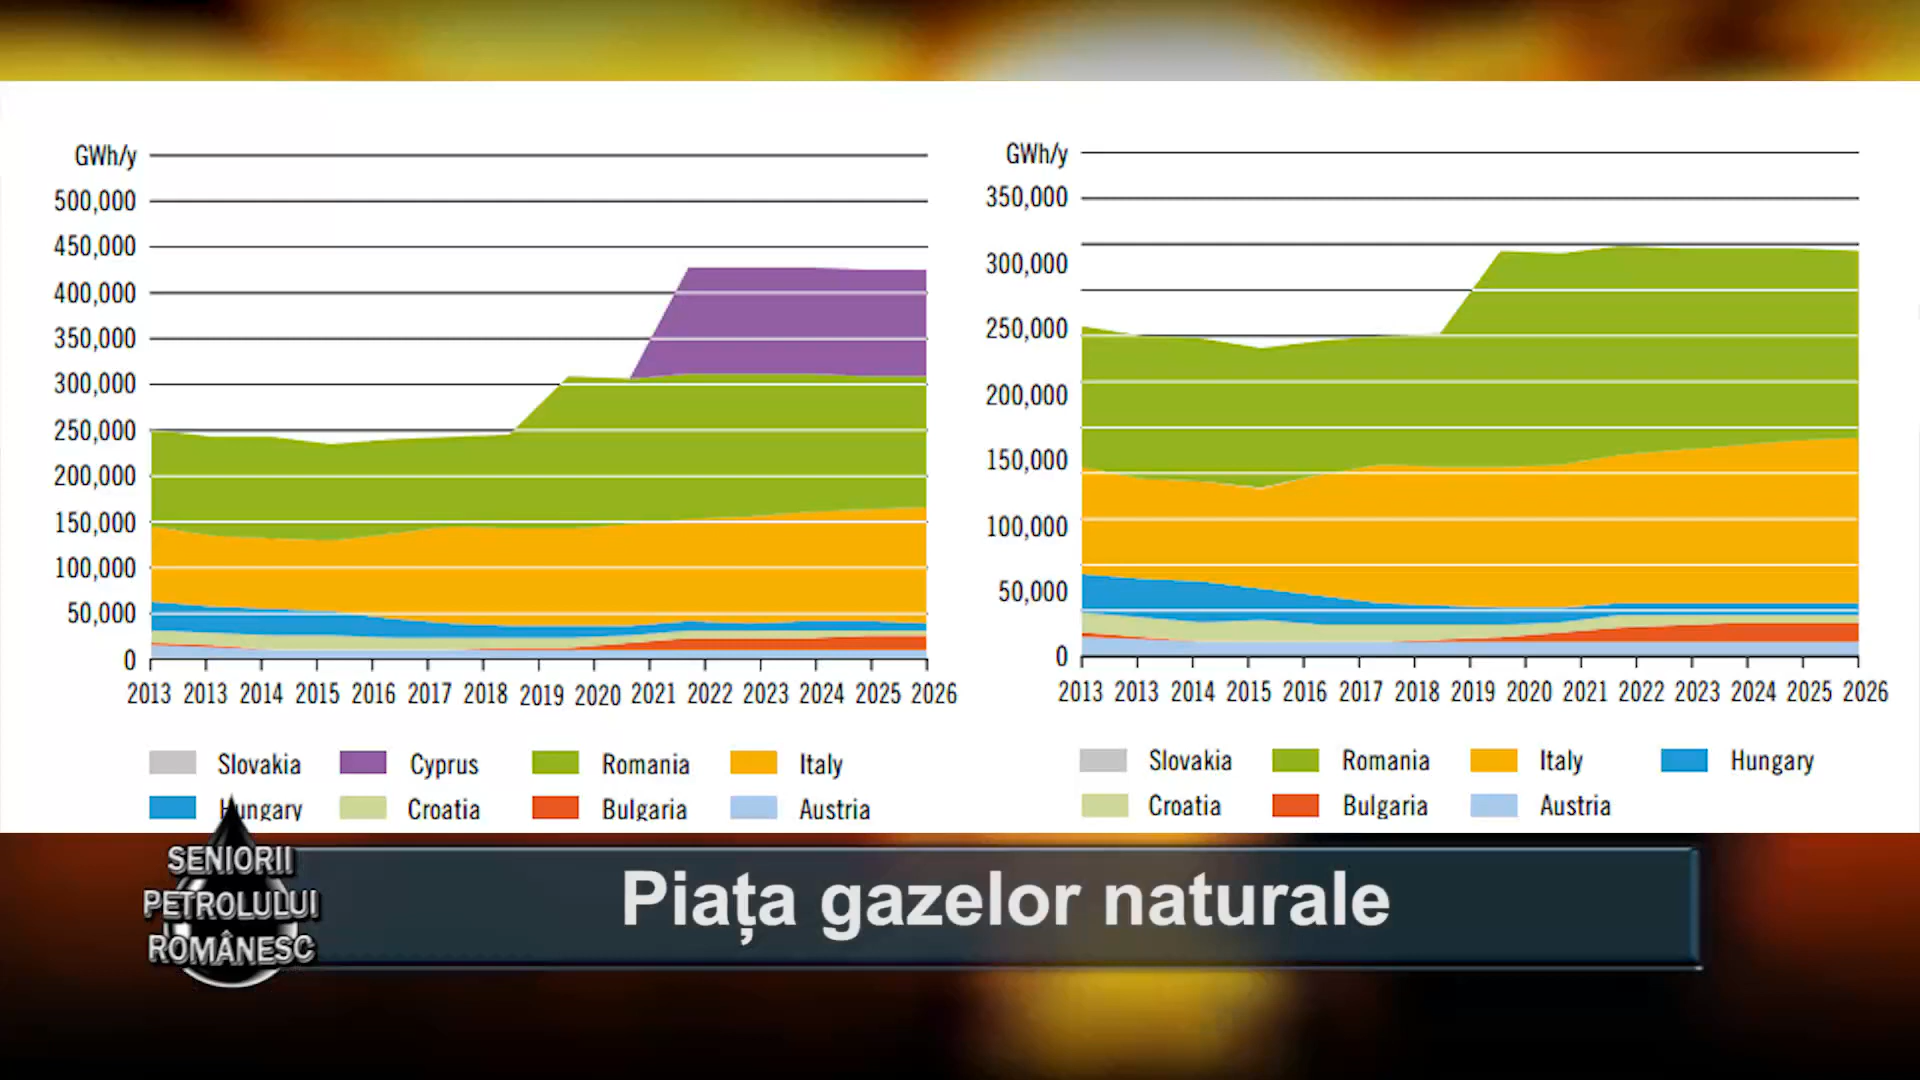 GWh/y
500,000
450,000
400,000
350,000
300,000
250,000
200,000
150,000
100,000
50,000
0
2013 2013 2014 2015 2016 2017 2018 2019 2020 2021 2022 2023 2024 2025 2026
Slovakia Cyprus Romania Italy
Hungary Croatia Bulgaria Austria
GWh/y
350,000
300,000
250,000
200,000
150,000
100,000
50,000
0
2013 2013 2014 2015 2016 2017 2018 2019 2020 2021 2022 2023 2024 2025 2026
Slovakia Romania Italy Hungary
Croatia Bulgaria Austria
SENIORII
PETROLULUI
ROMÂNESC
Piața gazelor naturale